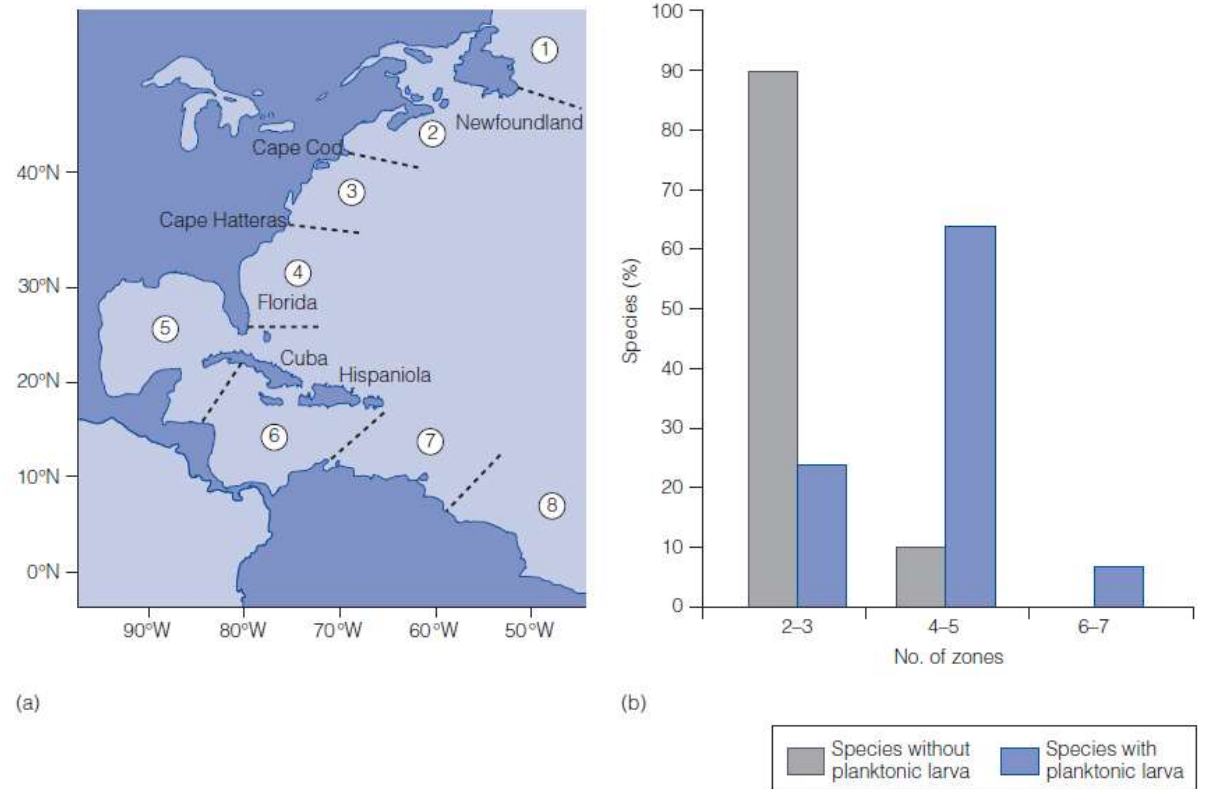 1
Newfoundland
2
Cape Cod
40°N
3
Cape Hatteras
4
30°N
Florida
5
Cuba
20°N
Hispaniola
6
7
10°N
8
0°N
90°W
80°W
70°W
60°W
50°W
(a)
100
90
80
70
60
50
40
30
20
10
0
Species (%)
2–3
4–5
6–7
No. of zones
(b)
Species without
planktonic larva
Species with
planktonic larva